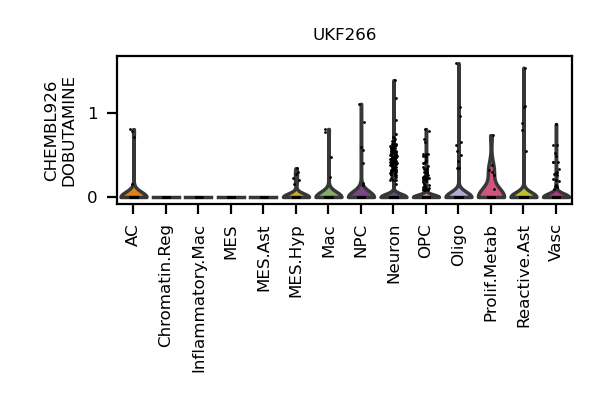 UKF266
CHEMBL926
DOBUTAMINE
1
0
AC
Chromatin.Reg
Inflammatory.Mac
MES
MES.Ast
MES.Hyp
Mac
NPC
Neuron
OPC
Oligo
Prolif.Metab
Reactive.Ast
Vasc